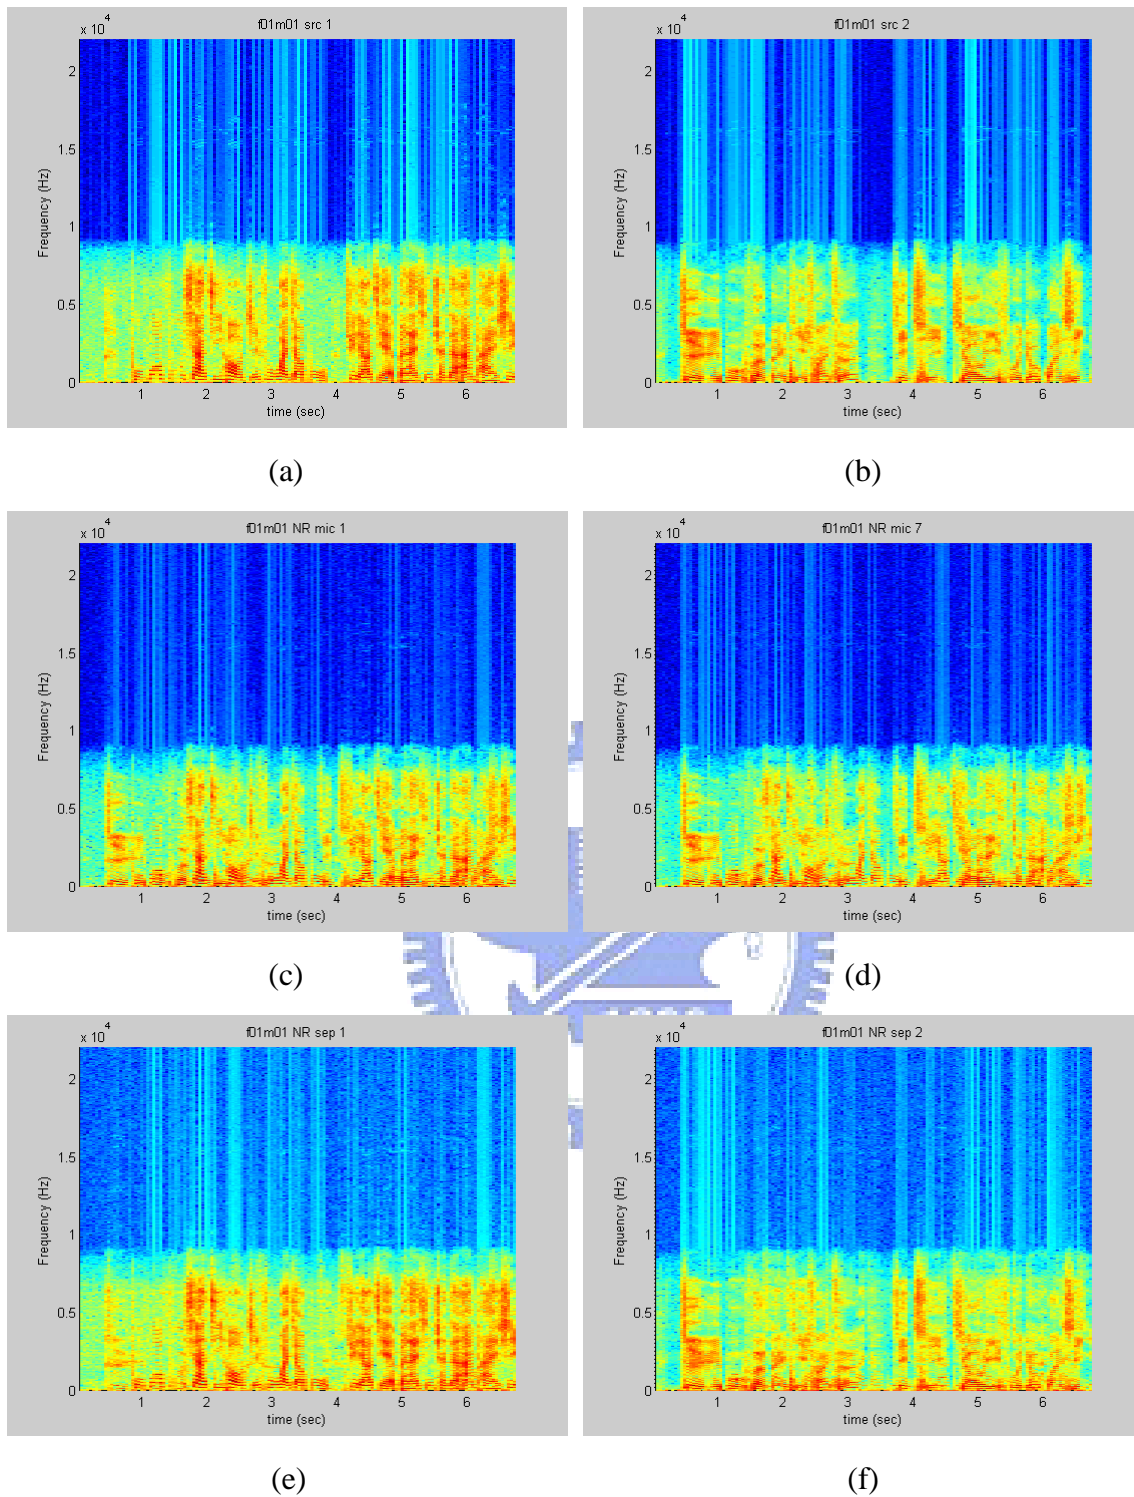 f01m01 src 1
x 10^4
2
1.5
1
0.5
0
Frequency (Hz)
1 2 3 4 5 6
time (sec)
(a)
f01m01 src 2
x 10^4
2
1.5
1
0.5
0
Frequency (Hz)
1 2 3 4 5 6
time (sec)
(b)
f01m01 NR mic 1
x 10^4
2
1.5
1
0.5
0
Frequency (Hz)
1 2 3 4 5 6
time (sec)
(c)
f01m01 NR mic 7
x 10^4
2
1.5
1
0.5
0
Frequency (Hz)
1 2 3 4 5 6
time (sec)
(d)
f01m01 NR sep 1
x 10^4
2
1.5
1
0.5
0
Frequency (Hz)
1 2 3 4 5 6
time (sec)
(e)
f01m01 NR sep 2
x 10^4
2
1.5
1
0.5
0
Frequency (Hz)
1 2 3 4 5 6
time (sec)
(f)